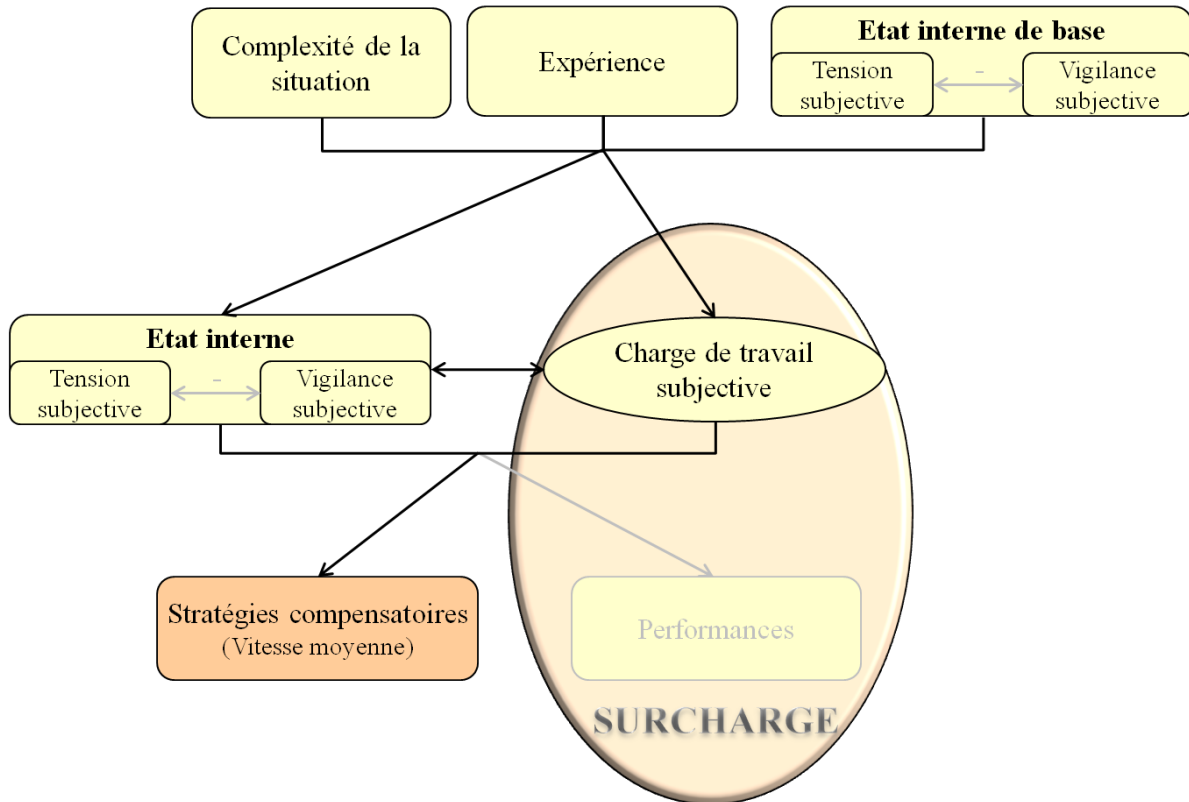 Complexité de la
situation
Expérience
Etat interne de base
Tension
subjective
-
Vigilance
subjective
Etat interne
Tension
subjective
-
Vigilance
subjective
Charge de travail
subjective
Stratégies compensatoires
(Vitesse moyenne)
Performances
SURCHARGE